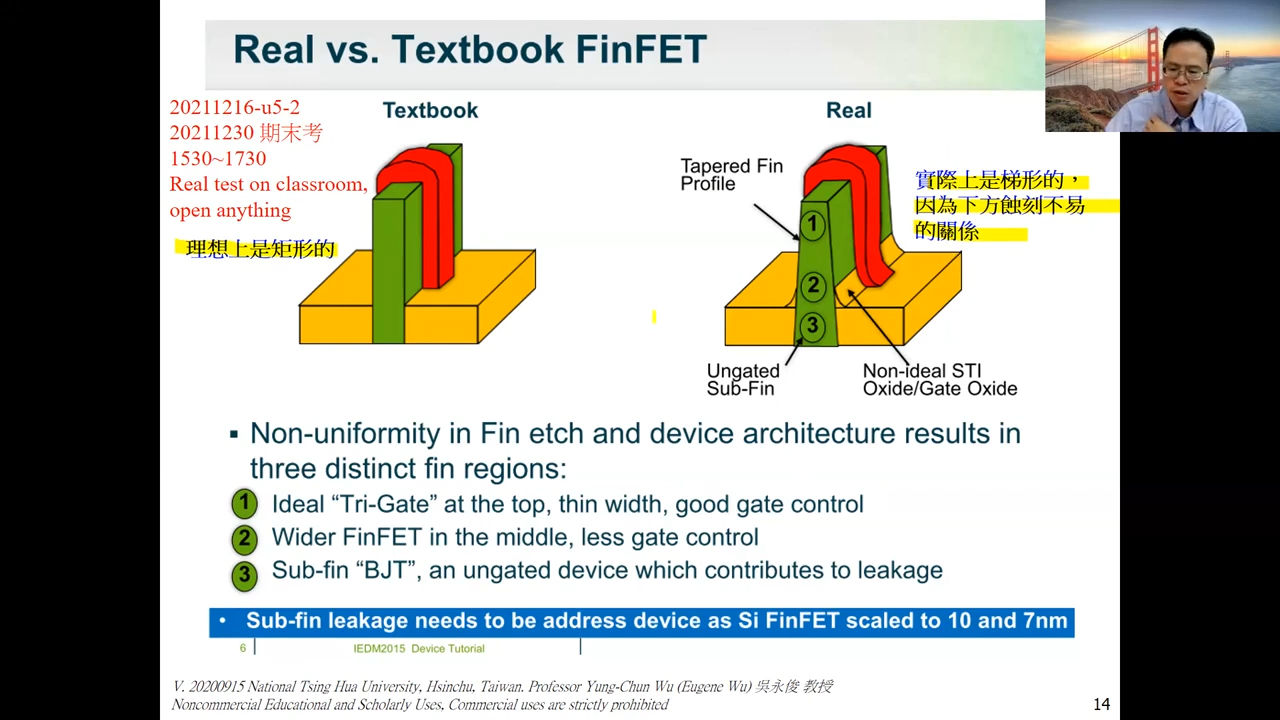 Real vs. Textbook FinFET
20211216-u5-2
20211230 期末考
1530~1730
Real test on classroom,
open anything
理想上是矩形的
Textbook
Real
Tapered Fin
Profile
實際上是梯形的，
因為下方蝕刻不易
的關係
1
2
3
Ungated
Sub-Fin
Non-ideal STI
Oxide/Gate Oxide
▪ Non-uniformity in Fin etch and device architecture results in
three distinct fin regions:
1 Ideal “Tri-Gate” at the top, thin width, good gate control
2 Wider FinFET in the middle, less gate control
3 Sub-fin “BJT”, an ungated device which contributes to leakage
• Sub-fin leakage needs to be address device as Si FinFET scaled to 10 and 7nm
6 IEDM2015 Device Tutorial
V. 20200915 National Tsing Hua University, Hsinchu, Taiwan. Professor Yung-Chun Wu (Eugene Wu) 吳永俊 教授
Noncommercial Educational and Scholarly Uses, Commercial uses are strictly prohibited
14